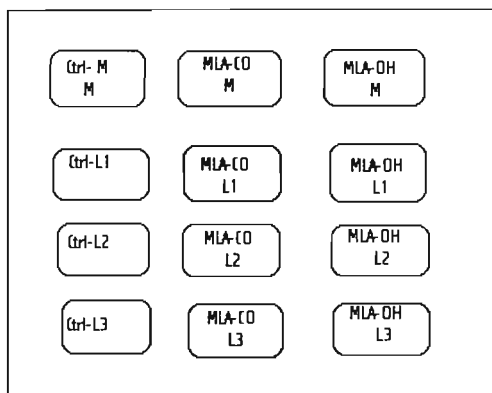 Ctrl- M
M
MLA-CO
M
MLA-OH
M
Ctrl-L1
MLA-CO
L1
MLA-OH
L1
Ctrl-L2
MLA-CO
L2
MLA-OH
L2
Ctrl-L3
MLA-CO
L3
MLA-OH
L3